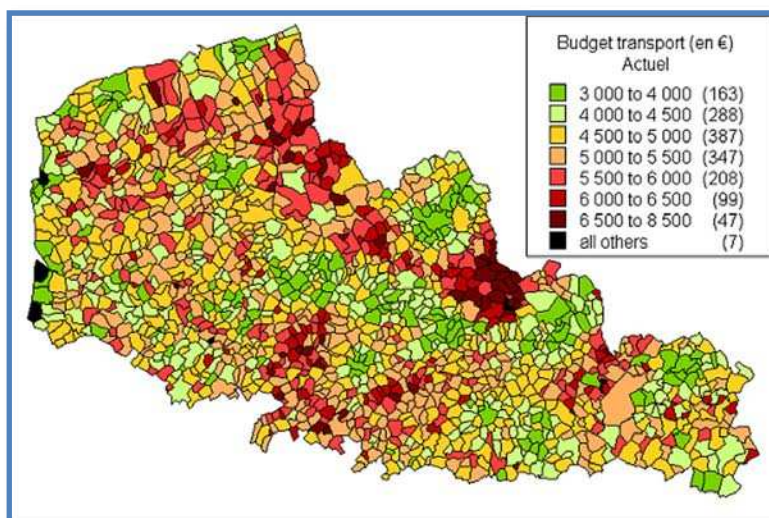 Budget transport (en €)
Actuel
3 000 to 4 000 (163)
4 000 to 4 500 (288)
4 500 to 5 000 (387)
5 000 to 5 500 (347)
5 500 to 6 000 (208)
6 000 to 6 500 (99)
6 500 to 8 500 (47)
all others (7)